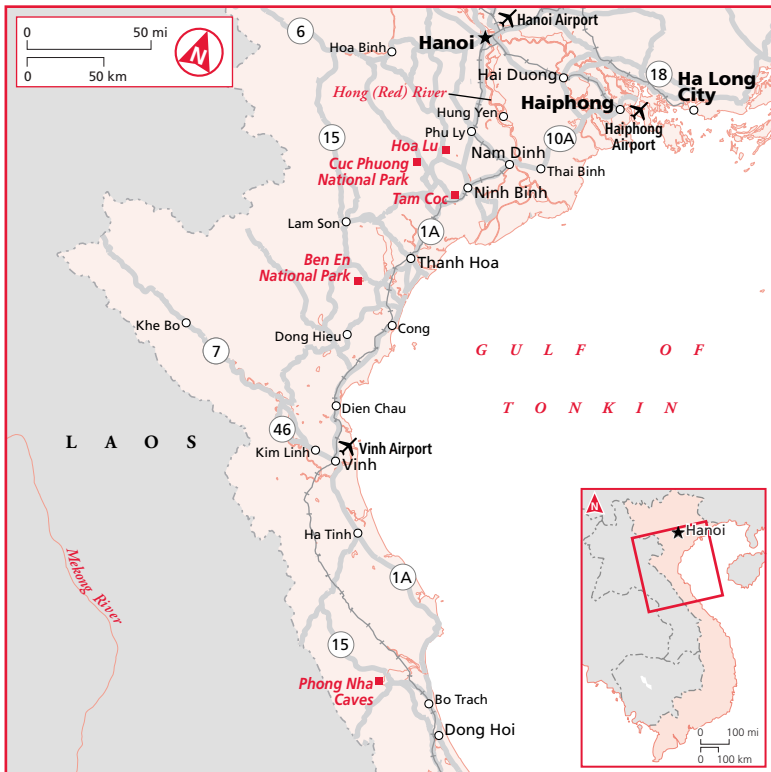 0 50 mi
0 50 km
N
6
Hoa Binh
Hanoi Airport
Hanoi
18
Hai Duong
Ha Long
City
Hong (Red) River
Haiphong
Hung Yen
Haiphong
Airport
15
Phu Ly
10A
Hoa Lu
Cuc Phuong
National Park
Nam Dinh
Thai Binh
Tam Coc
Ninh Binh
Lam Son
1A
Ben En
National Park
Thanh Hoa
Khe Bo
Dong Hieu
Cong
7
GULF OF
TONKIN
Dien Chau
46
LAOS
Kim Linh
Vinh Airport
Vinh
Mekong River
Ha Tinh
1A
15
Phong Nha
Caves
Bo Trach
Dong Hoi
N
Hanoi
0 100 mi
0 100 km